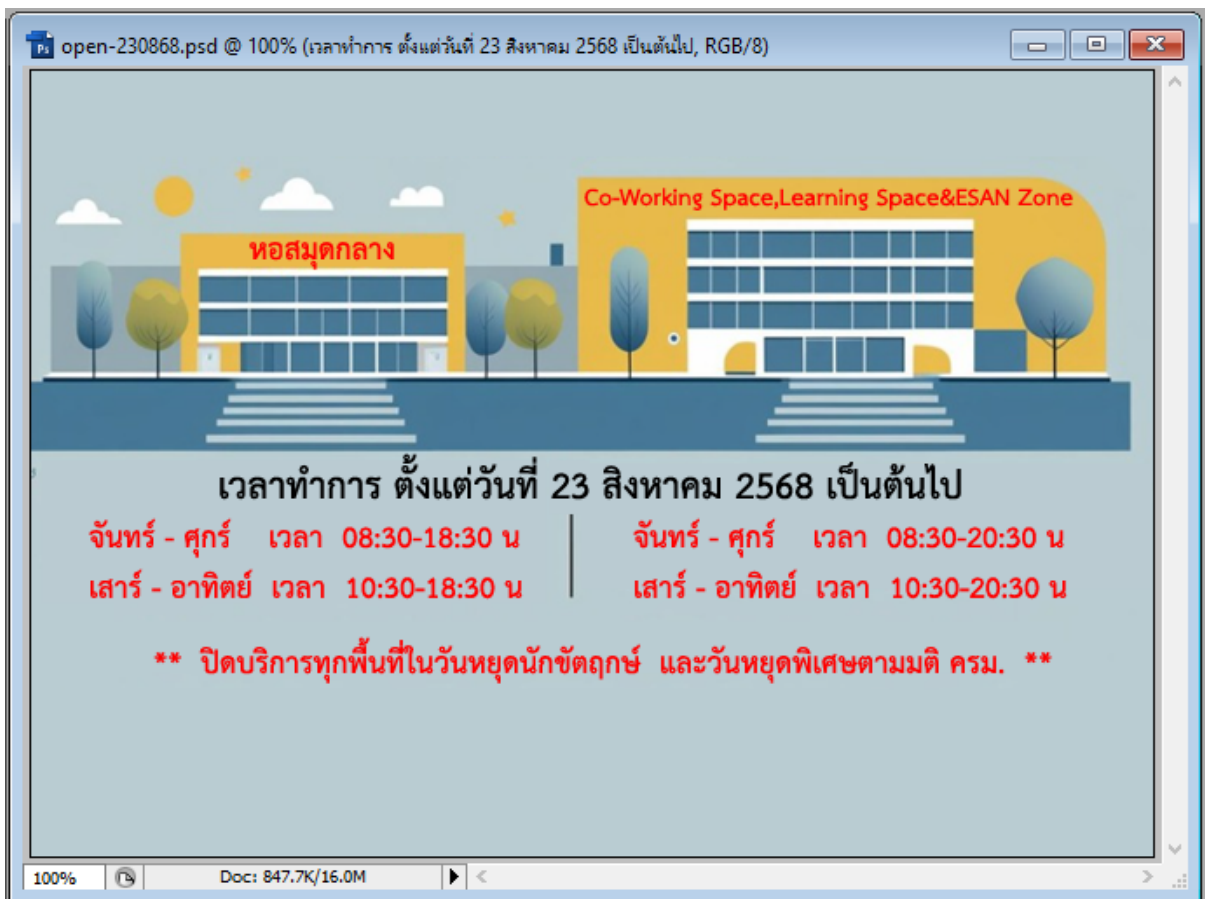 open-230868.psd @ 100% (เวลาทำการ ตั้งแต่วันที่ 23 สิงหาคม 2568 เป็นต้นไป, RGB/8)
Co-Working Space,Learning Space&ESAN Zone
หอสมุดกลาง
เวลาทำการ ตั้งแต่วันที่ 23 สิงหาคม 2568 เป็นต้นไป
จันทร์ - ศุกร์ เวลา 08:30-18:30 น
เสาร์ - อาทิตย์ เวลา 10:30-18:30 น
จันทร์ - ศุกร์ เวลา 08:30-20:30 น
เสาร์ - อาทิตย์ เวลา 10:30-20:30 น
** ปิดบริการทุกพื้นที่ในวันหยุดนักขัตฤกษ์ และวันหยุดพิเศษตามมติ ครม. **
100% Doc: 847.7K/16.0M